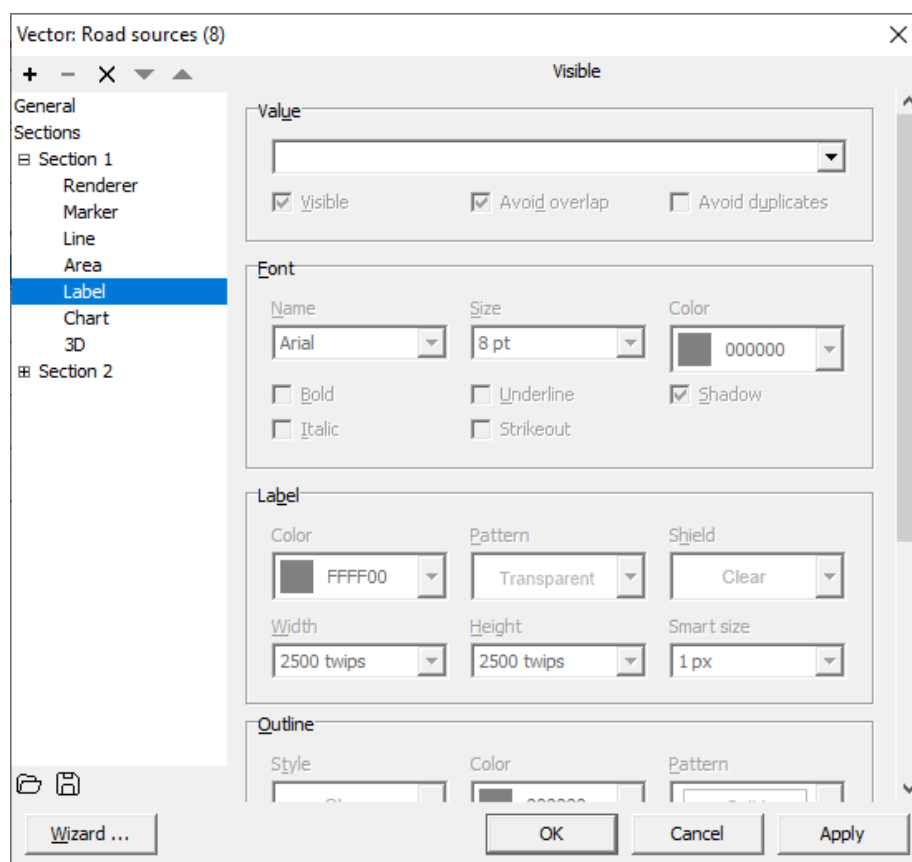 Vector: Road sources (8)
Visible
General
Sections
Section 1
Renderer
Marker
Line
Area
Label
Chart
3D
Section 2
Value
Visible Avoid overlap Avoid duplicates
Font
Name Size Color
Arial 8 pt 000000
Bold Underline Shadow
Italic Strikeout
Label
Color Pattern Shield
FFFF00 Transparent Clear
Width Height Smart size
2500 twips 2500 twips 1 px
Outline
Style Color Pattern
Wizard ... OK Cancel Apply